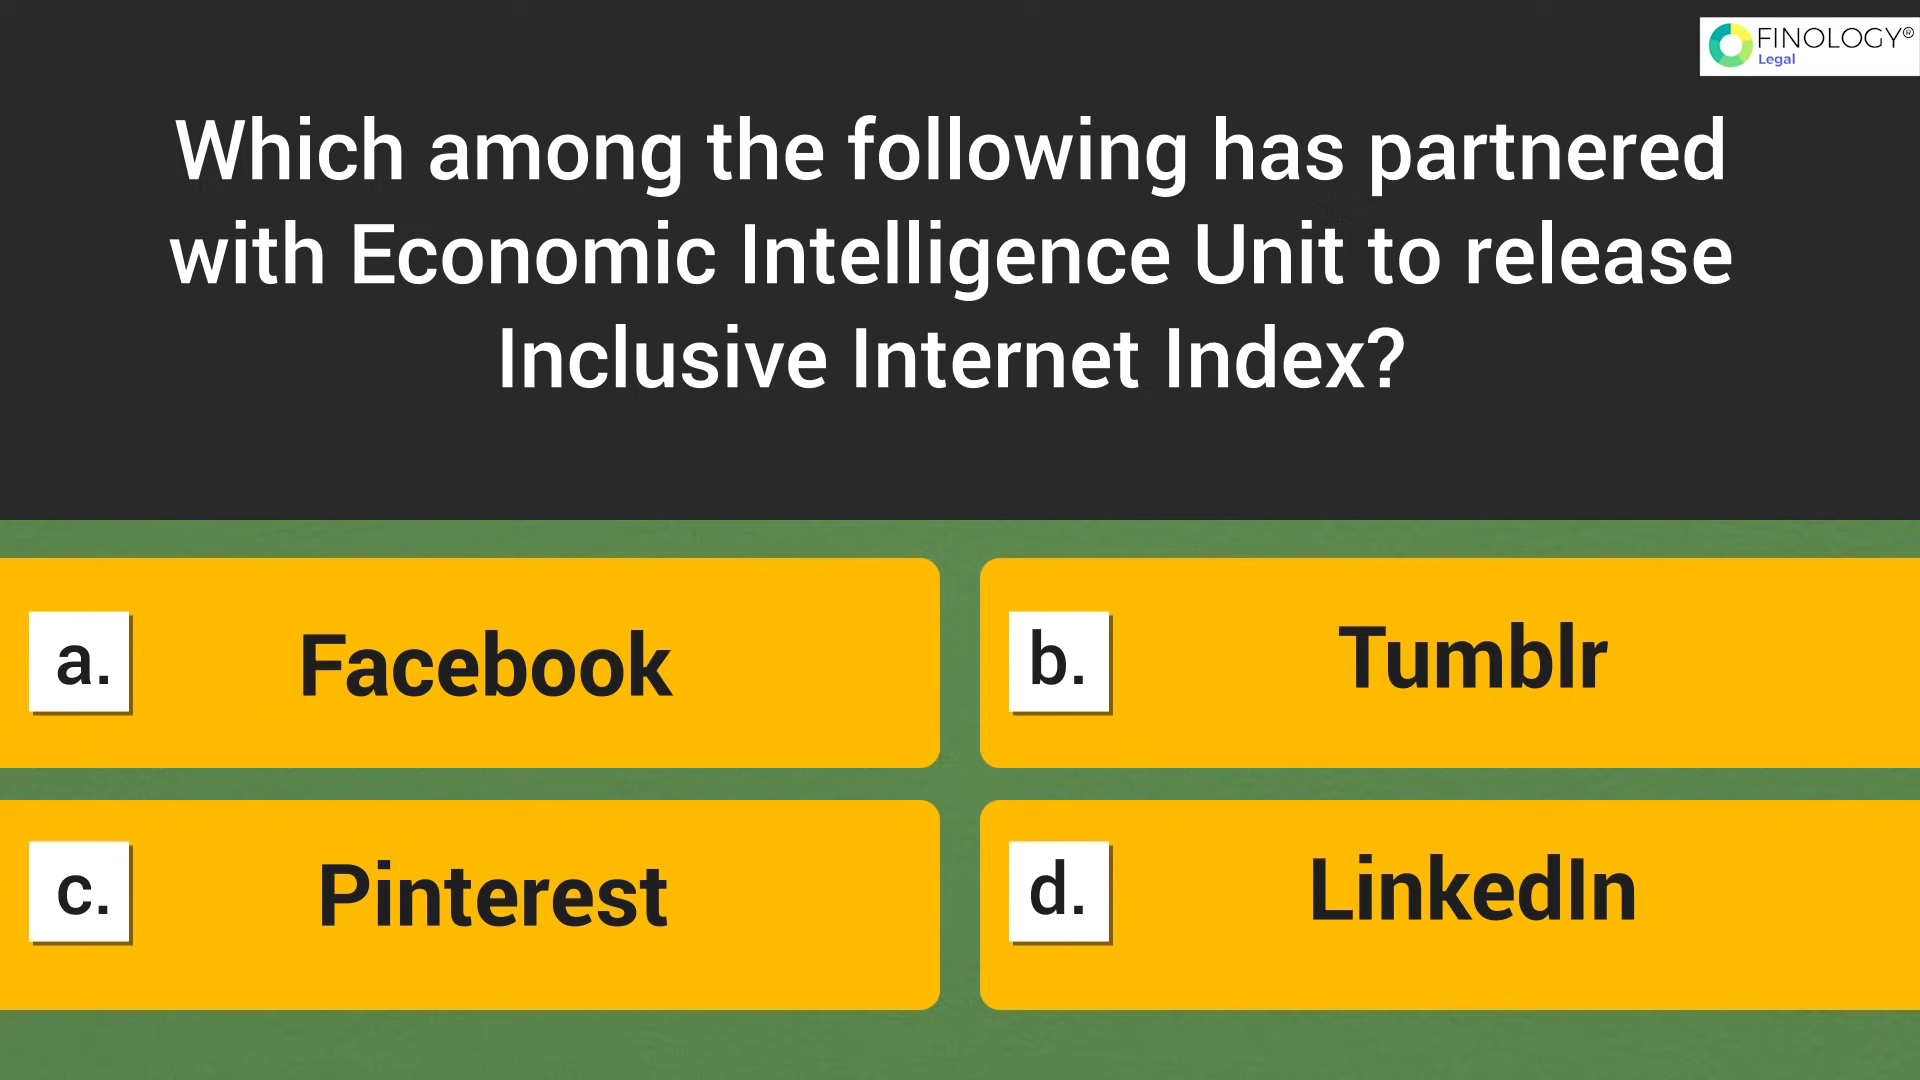 FINOLOGY®
Legal
Which among the following has partnered
with Economic Intelligence Unit to release
Inclusive Internet Index?
a.
Facebook
b.
Tumblr
c.
Pinterest
d.
LinkedIn